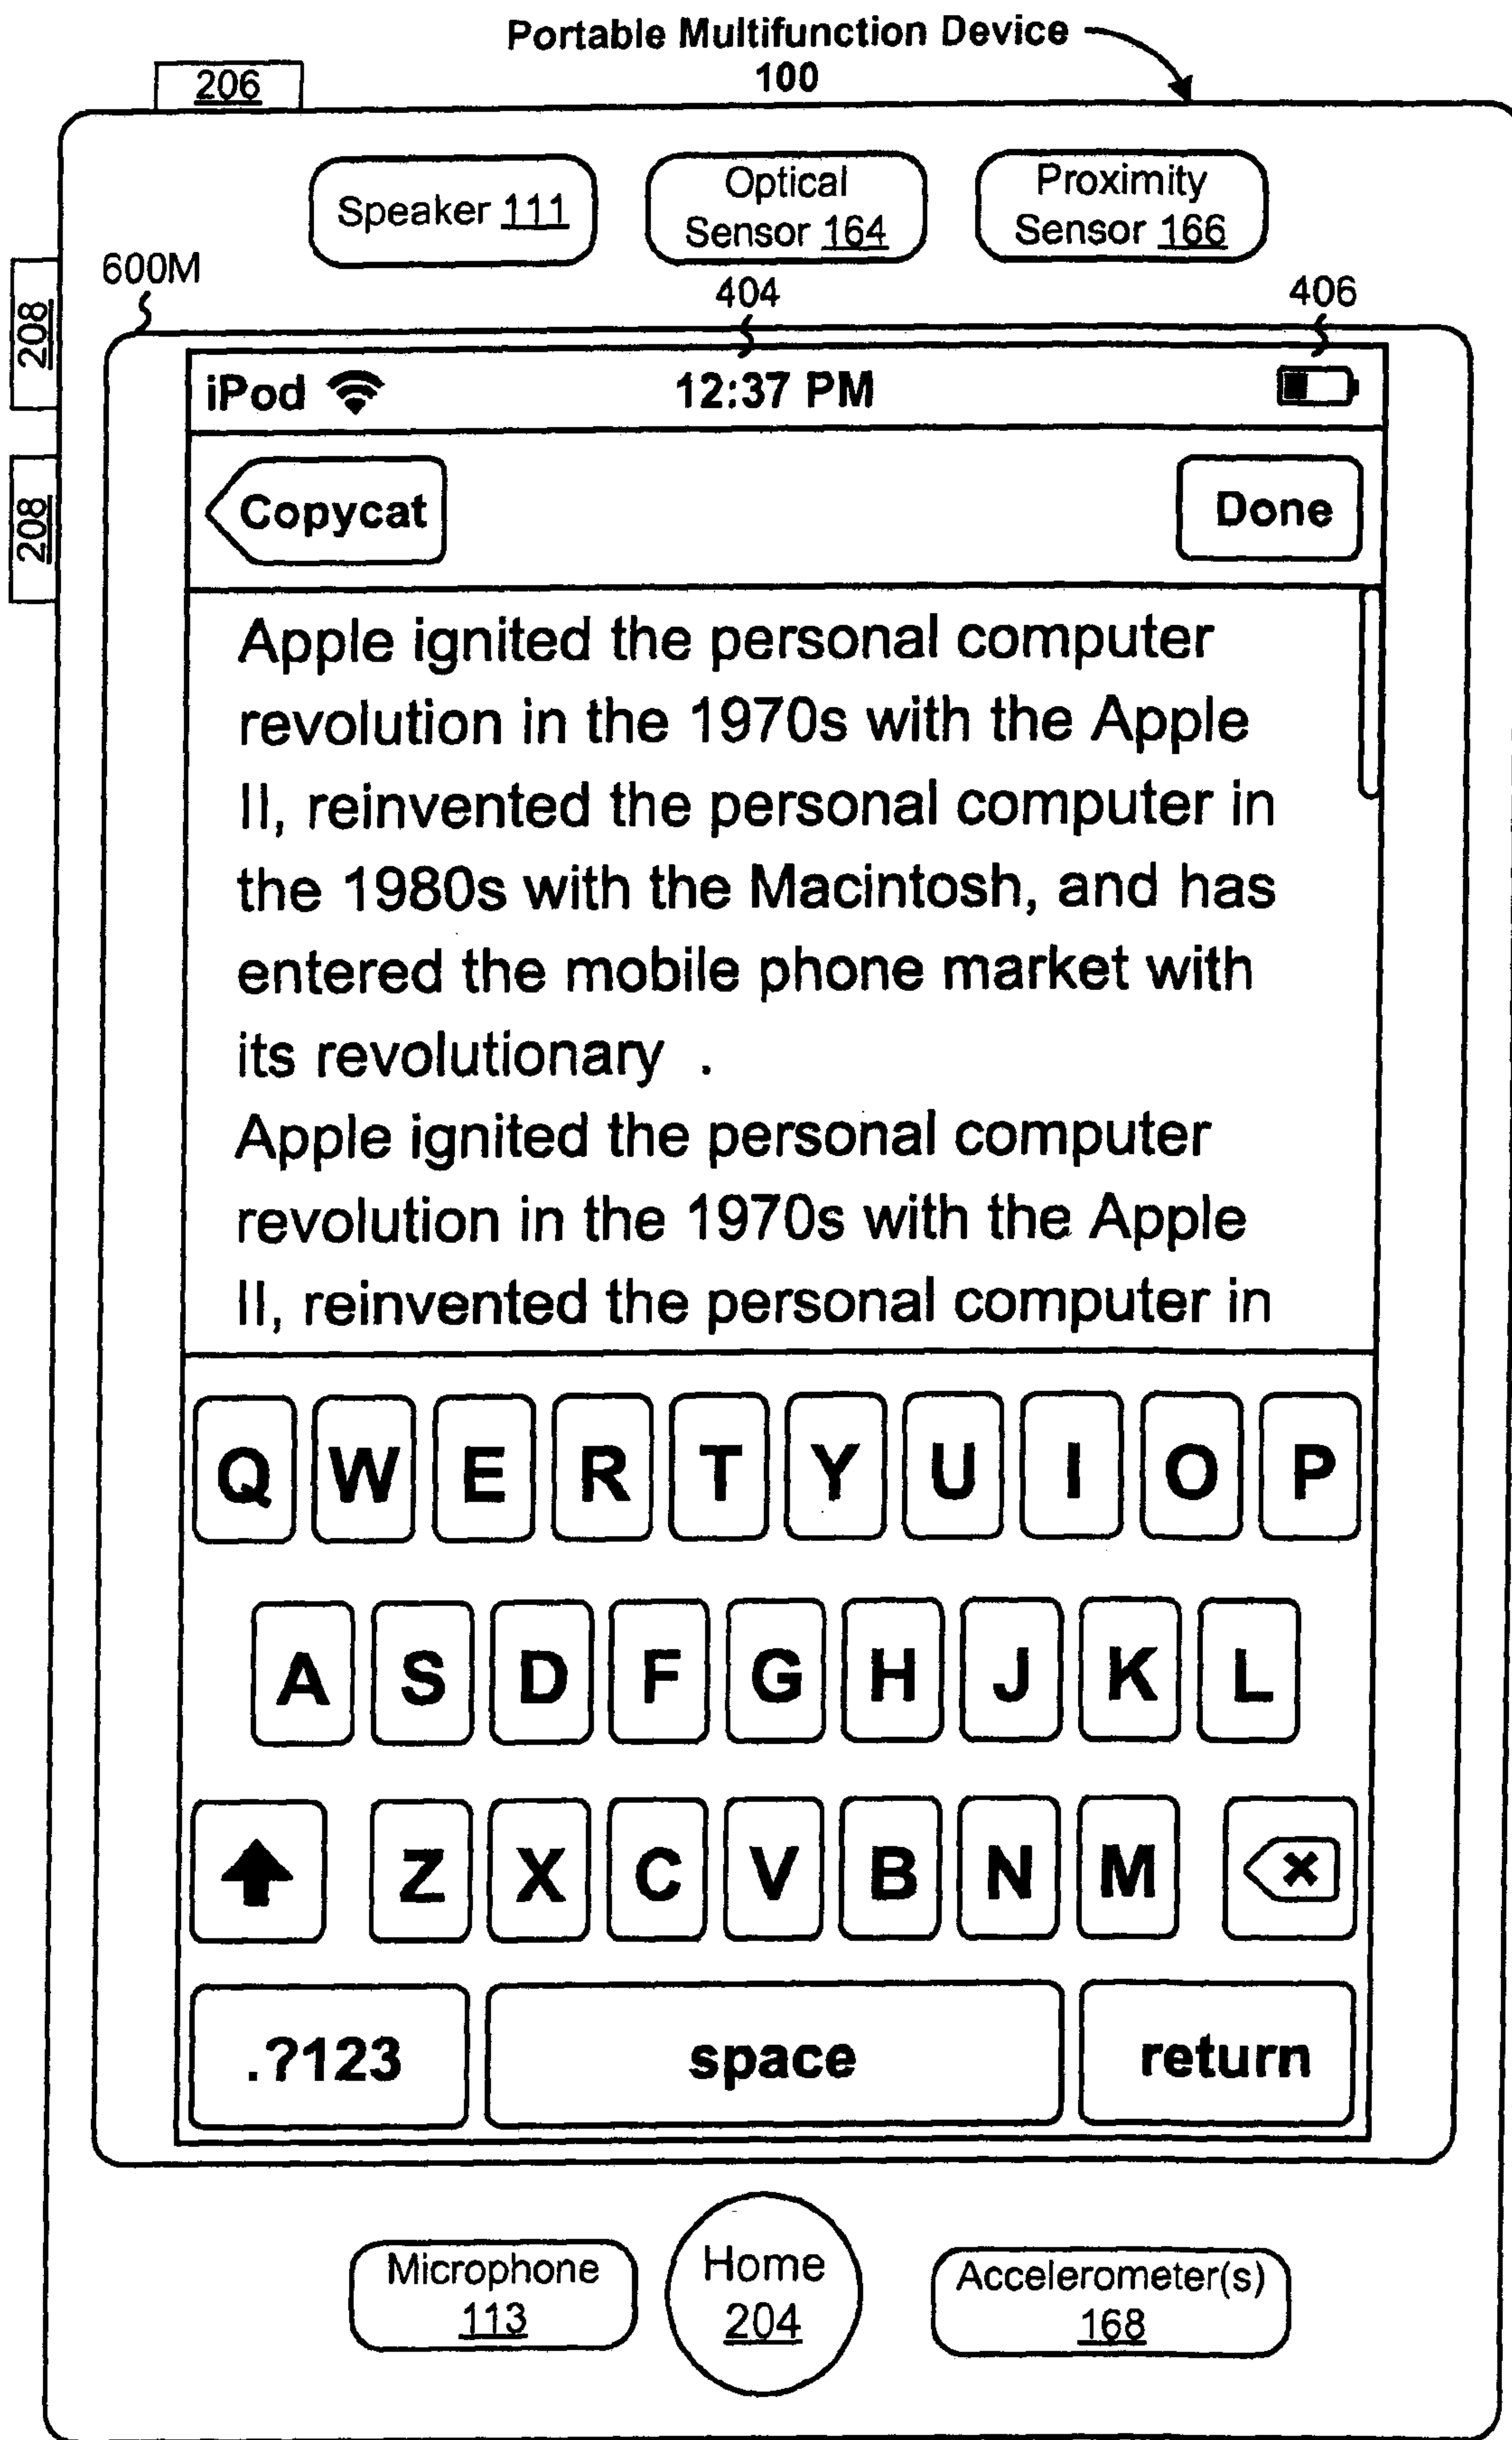 Portable Multifunction Device
100
206
Speaker 111
Optical
Sensor 164
Proximity
Sensor 166
600M
404
406
208
208
iPod
12:37 PM
Copycat
Done
Apple ignited the personal computer
revolution in the 1970s with the Apple
II, reinvented the personal computer in
the 1980s with the Macintosh, and has
entered the mobile phone market with
its revolutionary .
Apple ignited the personal computer
revolution in the 1970s with the Apple
II, reinvented the personal computer in
Q W E R T Y U I O P
A S D F G H J K L
Z X C V B N M
.?123 space return
Microphone
113
Home
204
Accelerometer(s)
168